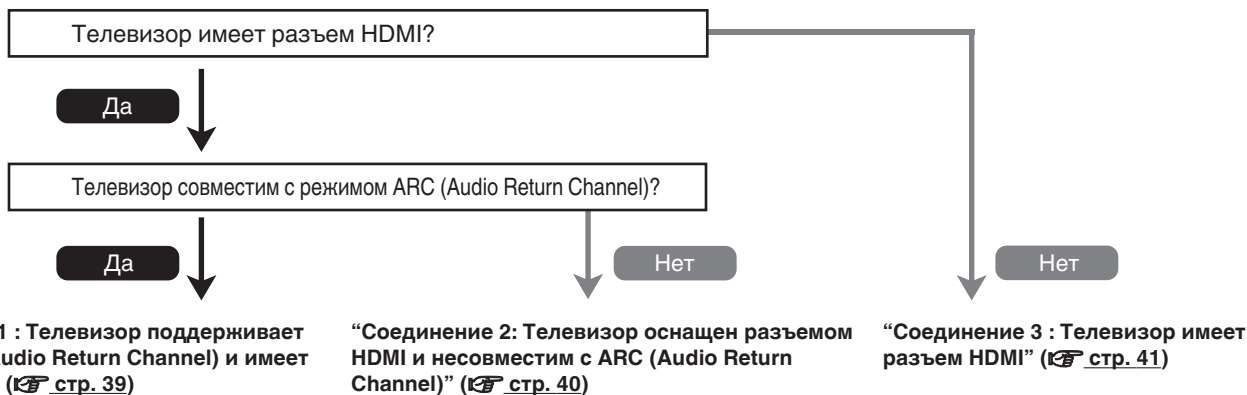 Телевизор имеет разъем HDMI?
Да
Телевизор совместим с режимом ARC (Audio Return Channel)?
Да
Нет
Нет
1 : Телевизор поддерживает
udio Return Channel) и имеет
(☞ стр. 39)
“Соединение 2: Телевизор оснащен разъемом
HDMI и несовместим с ARC (Audio Return
Channel)” (☞ стр. 40)
“Соединение 3 : Телевизор имеет
разъем HDMI” (☞ стр. 41)